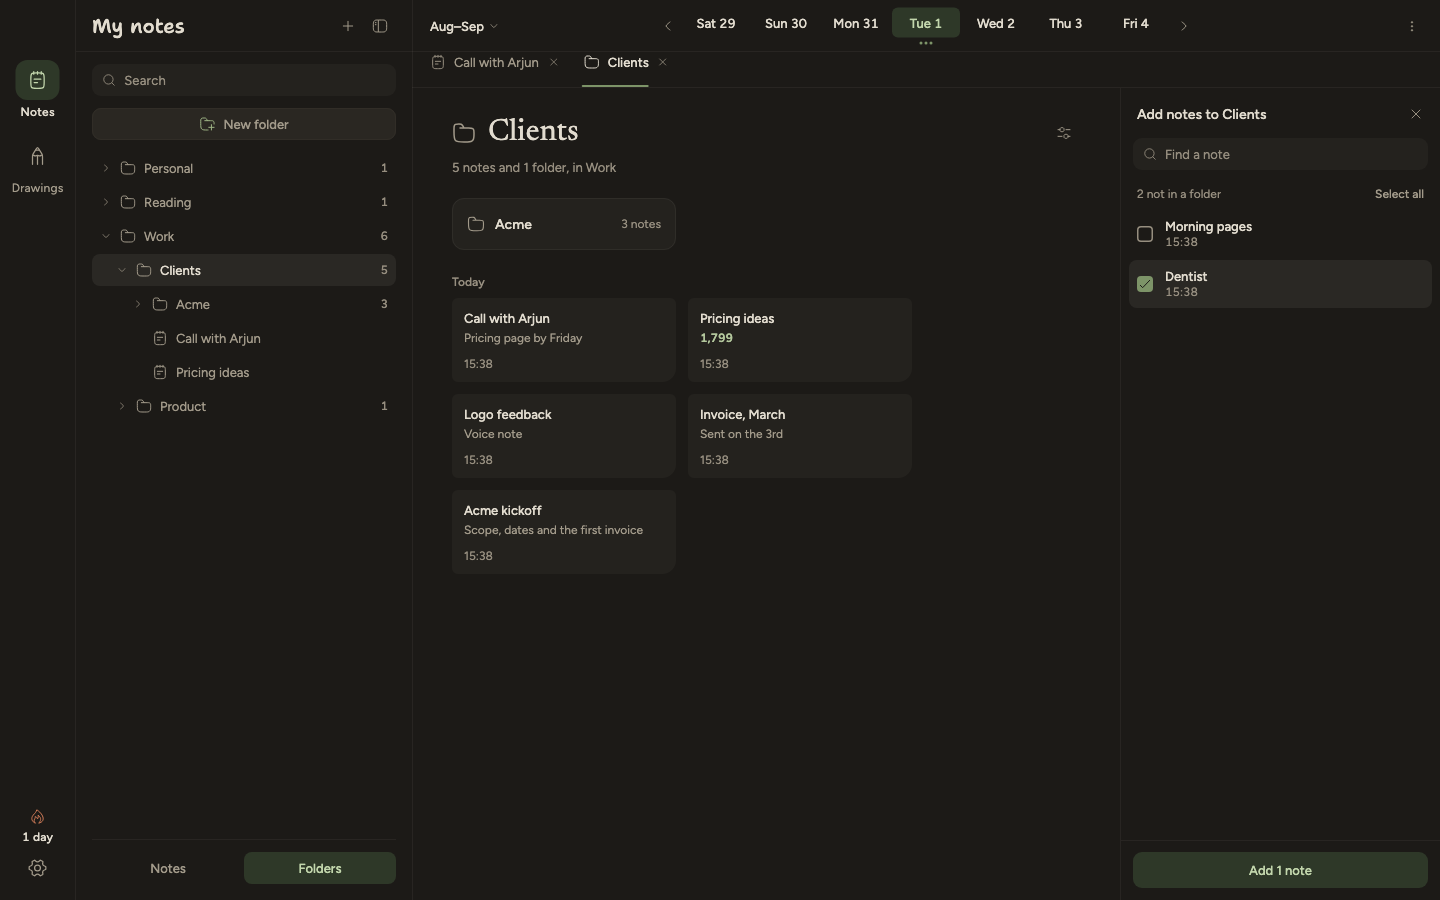 My notes
Aug–Sep
Sat 29
Sun 30
Mon 31
Tue 1
Wed 2
Thu 3
Fri 4
Notes
Drawings
1 day
Search
New folder
Personal 1
Reading 1
Work 6
Clients 5
Acme 3
Call with Arjun
Pricing ideas
Product 1
Notes
Folders
Call with Arjun
Clients
Clients
5 notes and 1 folder, in Work
Acme 3 notes
Today
Call with Arjun
Pricing page by Friday
15:38
Pricing ideas
1,799
15:38
Logo feedback
Voice note
15:38
Invoice, March
Sent on the 3rd
15:38
Acme kickoff
Scope, dates and the first invoice
15:38
Add notes to Clients
Find a note
2 not in a folder
Select all
Morning pages
15:38
Dentist
15:38
Add 1 note